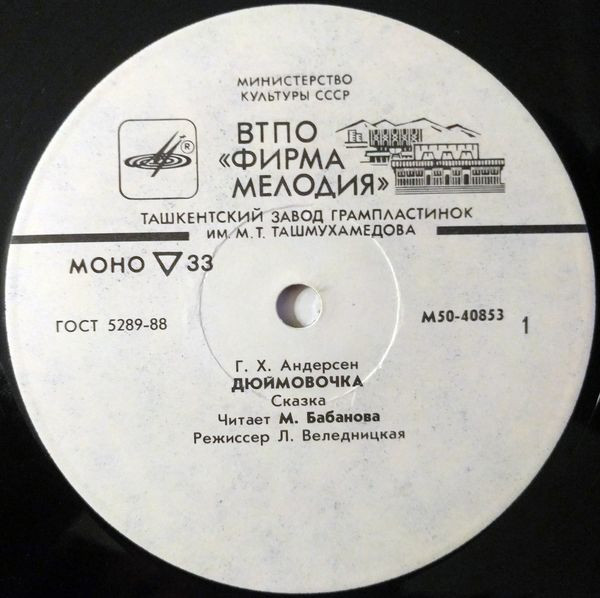 МИНИСТЕРСТВО
КУЛЬТУРЫ СССР
ВТПО
«ФИРМА
МЕЛОДИЯ»
®
ТАШКЕНТСКИЙ ЗАВОД ГРАМПЛАСТИНОК
ИМ. М. Т. ТАШМУХАМЕДОВА
МОНО ▽ 33
ГОСТ 5289-88
М50-40853 1
Г. Х. Андерсен
ДЮЙМОВОЧКА
Сказка
Читает М. Бабанова
Режиссер Л. Веледницкая